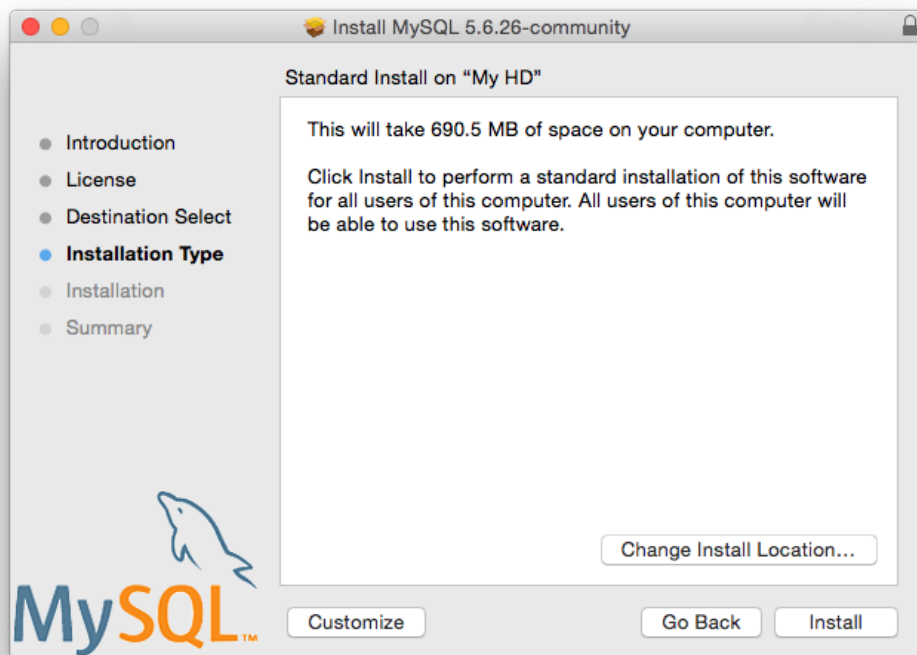 Install MySQL 5.6.26-community
Standard Install on “My HD”
Introduction
License
Destination Select
Installation Type
Installation
Summary
This will take 690.5 MB of space on your computer.
Click Install to perform a standard installation of this software
for all users of this computer. All users of this computer will
be able to use this software.
Change Install Location...
MySQL™
Customize
Go Back
Install